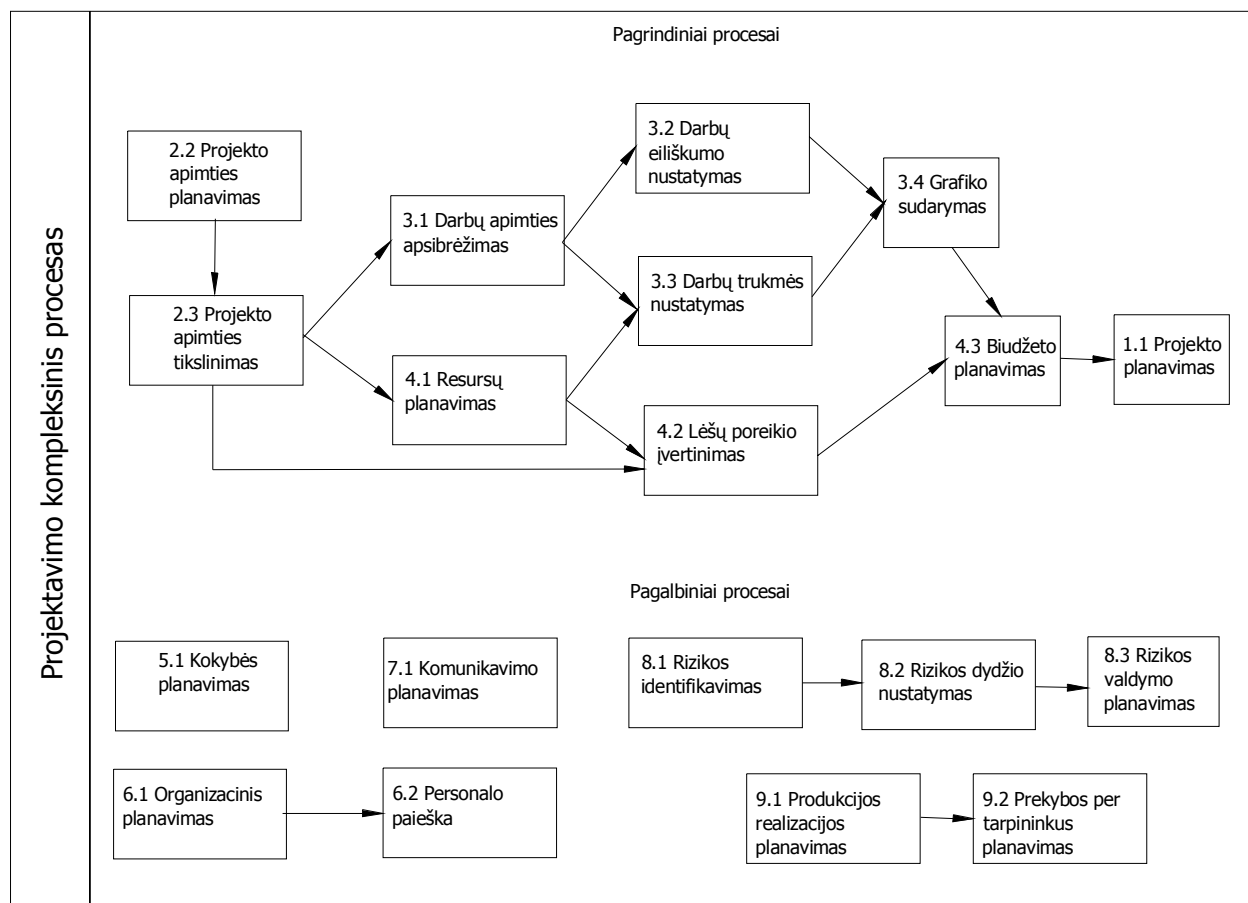 Projektavimo kompleksinis procesas
Pagrindiniai procesai
2.2 Projekto
apimties
planavimas
2.3 Projekto
apimties
tikslinimas
3.1 Darbų apimties
apsibrėžimas
4.1 Resursų
planavimas
3.2 Darbų
eiliškumo
nustatymas
3.3 Darbų trukmės
nustatymas
4.2 Lėšų poreikio
įvertinimas
3.4 Grafiko
sudarymas
4.3 Biudžeto
planavimas
1.1 Projekto
planavimas
Pagalbiniai procesai
5.1 Kokybės
planavimas
7.1 Komunikavimo
planavimas
8.1 Rizikos
identifikavimas
8.2 Rizikos dydžio
nustatymas
8.3 Rizikos
valdymo
planavimas
6.1 Organizacinis
planavimas
6.2 Personalo
paieška
9.1 Produkcijos
realizacijos
planavimas
9.2 Prekybos per
tarpininkus
planavimas